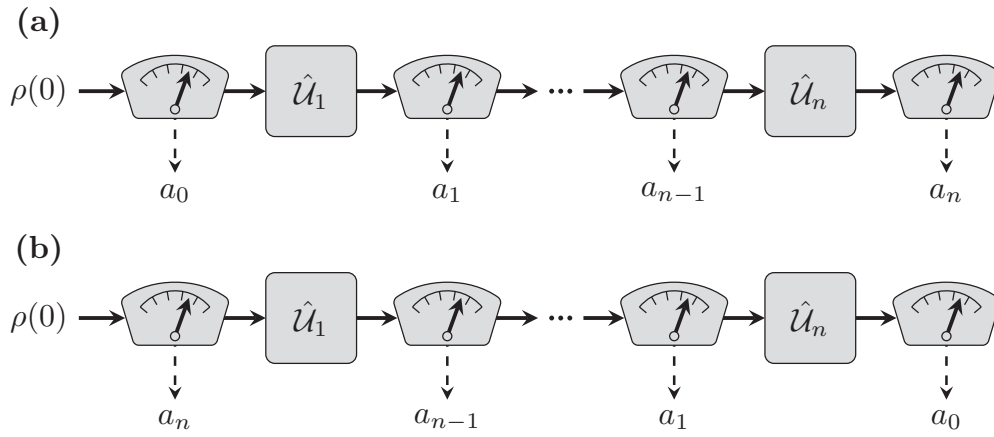 (a)
ρ(0) 𝒰̂₁ ··· 𝒰̂ₙ
a₀ a₁ aₙ₋₁ aₙ
(b)
ρ(0) 𝒰̂₁ ··· 𝒰̂ₙ
aₙ aₙ₋₁ a₁ a₀